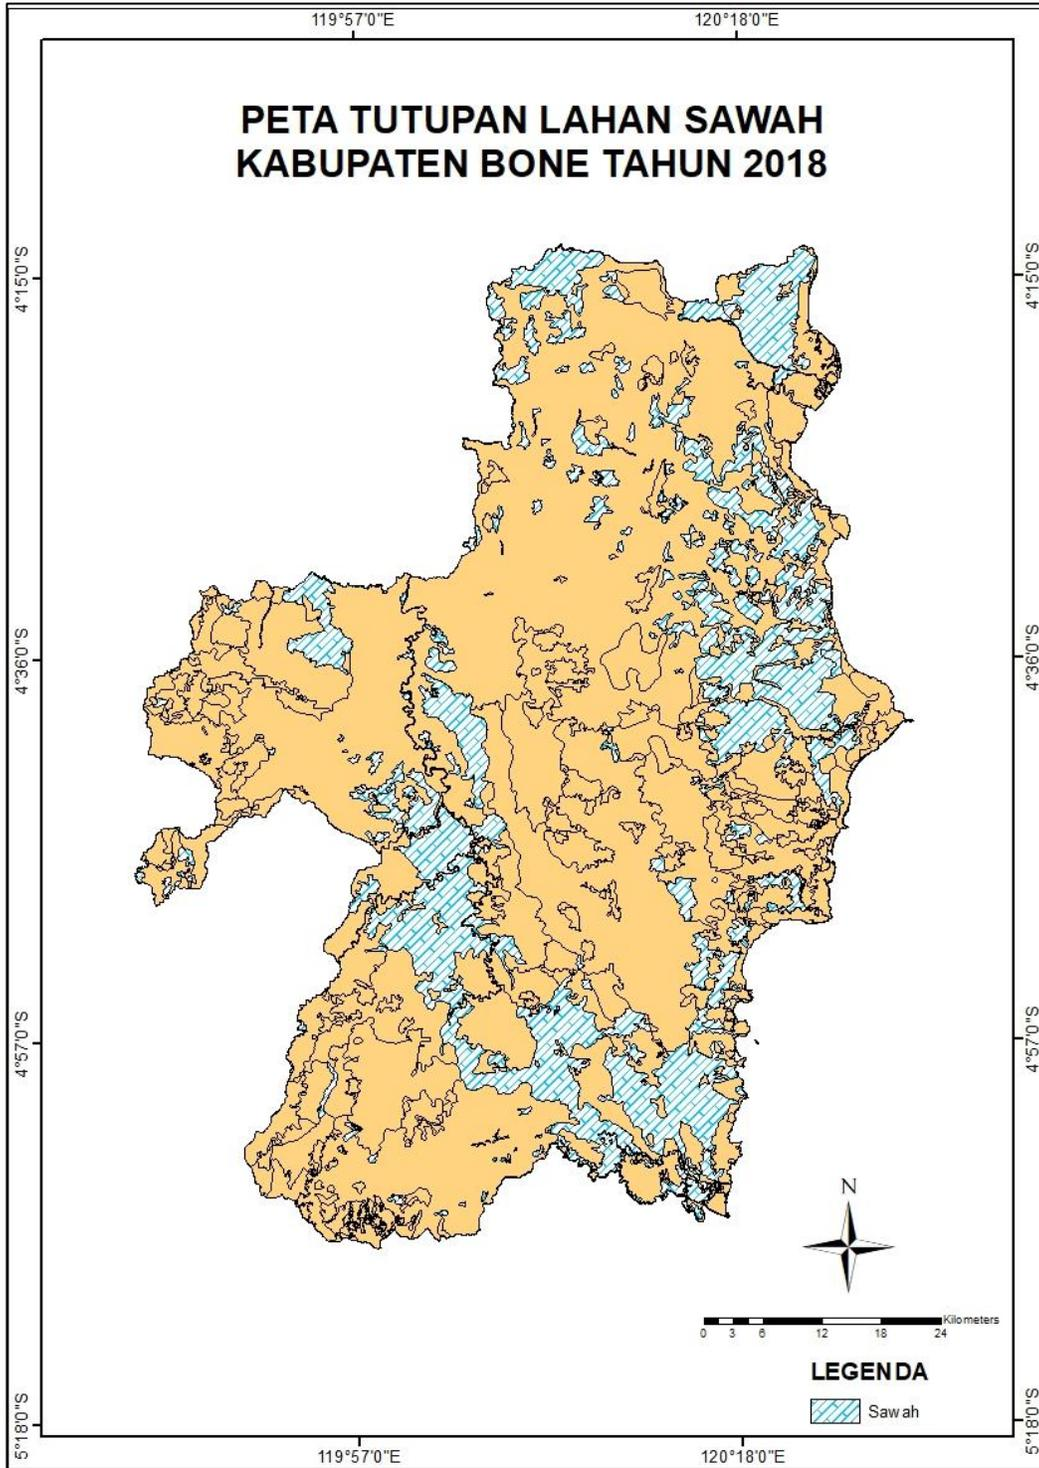 119°57'0"E 120°18'0"E
PETA TUTUPAN LAHAN SAWAH
KABUPATEN BONE TAHUN 2018
4°15'0"S 4°15'0"S
4°36'0"S 4°36'0"S
4°57'0"S 4°57'0"S
N
Kilometers
0 3 6 12 18 24
LEGENDA
Sawah
5°18'0"S 5°18'0"S
119°57'0"E 120°18'0"E